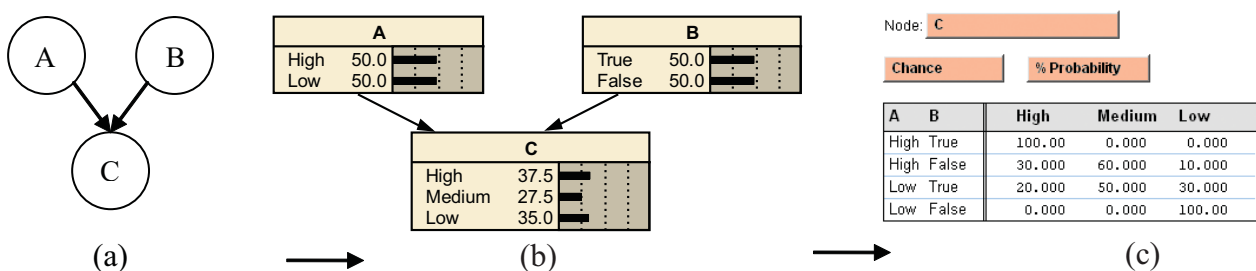 A
B
C
(a)
A
High 50.0
Low 50.0
B
True 50.0
False 50.0
C
High 37.5
Medium 27.5
Low 35.0
(b)
Node: C
Chance
% Probability
A B High Medium Low
High True 100.00 0.000 0.000
High False 30.000 60.000 10.000
Low True 20.000 50.000 30.000
Low False 0.000 0.000 100.00
(c)